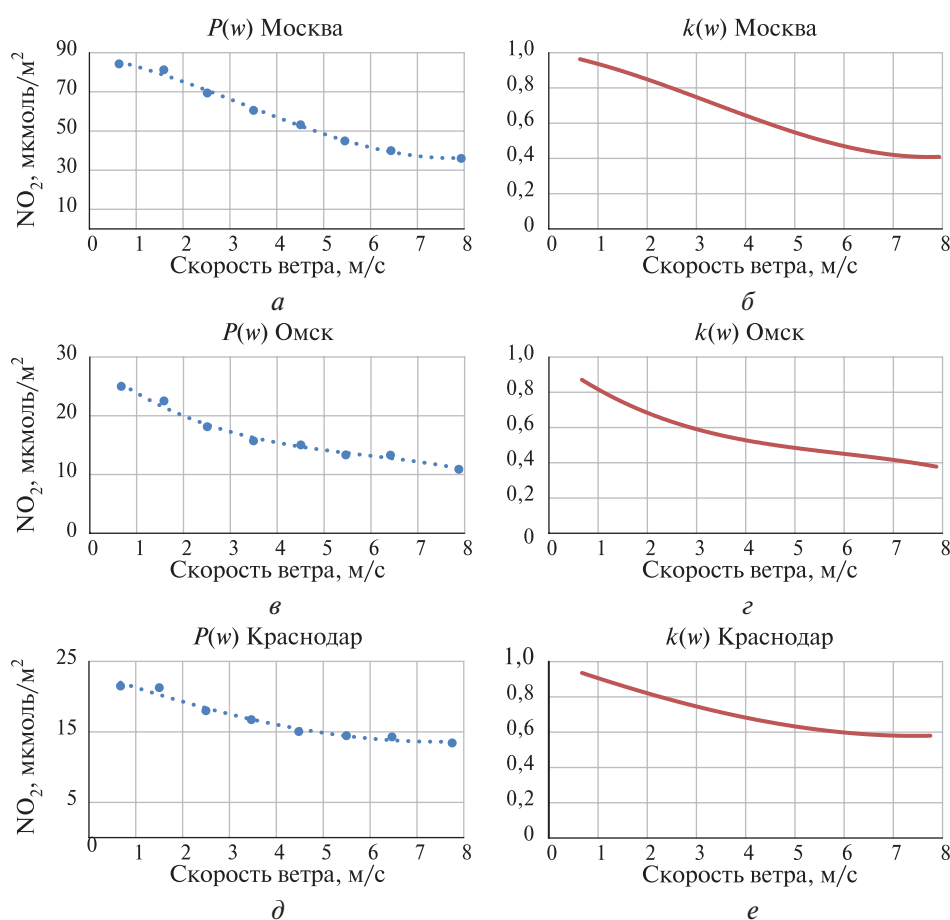 P(w) Москва
NO2, мкмоль/м²
90
70
50
30
10
0 1 2 3 4 5 6 7 8
Скорость ветра, м/с
а
k(w) Москва
1,0
0,8
0,6
0,4
0,2
0
0 1 2 3 4 5 6 7 8
Скорость ветра, м/с
б
P(w) Омск
NO2, мкмоль/м²
30
20
10
0
0 1 2 3 4 5 6 7 8
Скорость ветра, м/с
в
k(w) Омск
1,0
0,8
0,6
0,4
0,2
0
0 1 2 3 4 5 6 7 8
Скорость ветра, м/с
г
P(w) Краснодар
NO2, мкмоль/м²
25
15
5
0 1 2 3 4 5 6 7 8
Скорость ветра, м/с
д
k(w) Краснодар
1,0
0,8
0,6
0,4
0,2
0
0 1 2 3 4 5 6 7 8
Скорость ветра, м/с
е